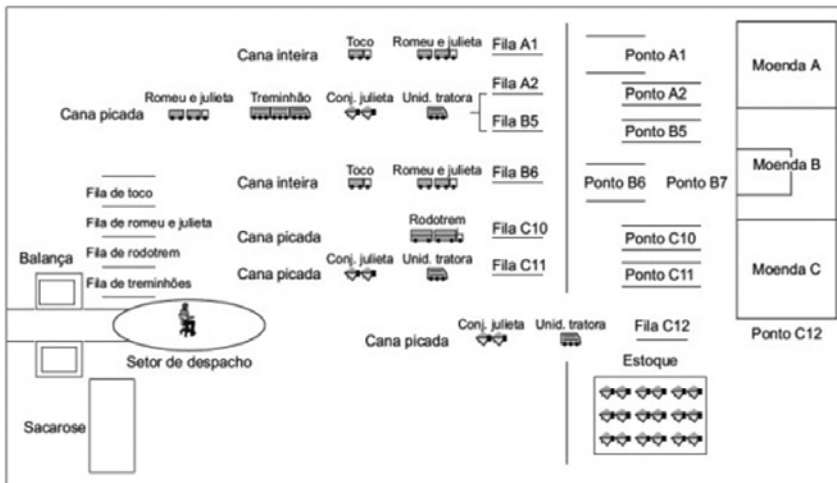 Cana inteira Toco Romeu e julieta Fila A1
Ponto A1
Moenda A
Romeu e julieta Treminhão Conj. julieta Unid. tratora Fila A2
Cana picada
Ponto A2
Fila B5
Ponto B5
Cana inteira Toco Romeu e julieta Fila B6
Ponto B6 Ponto B7 Moenda B
Fila de toco
Fila de romeu e julieta
Cana picada Rodotrem Fila C10
Ponto C10
Balança Fila de rodotrem
Cana picada Conj. julieta Unid. tratora Fila C11
Ponto C11
Moenda C
Fila de treminhões
Cana picada Conj. julieta Unid. tratora Fila C12
Ponto C12
Setor de despacho
Estoque
Sacarose